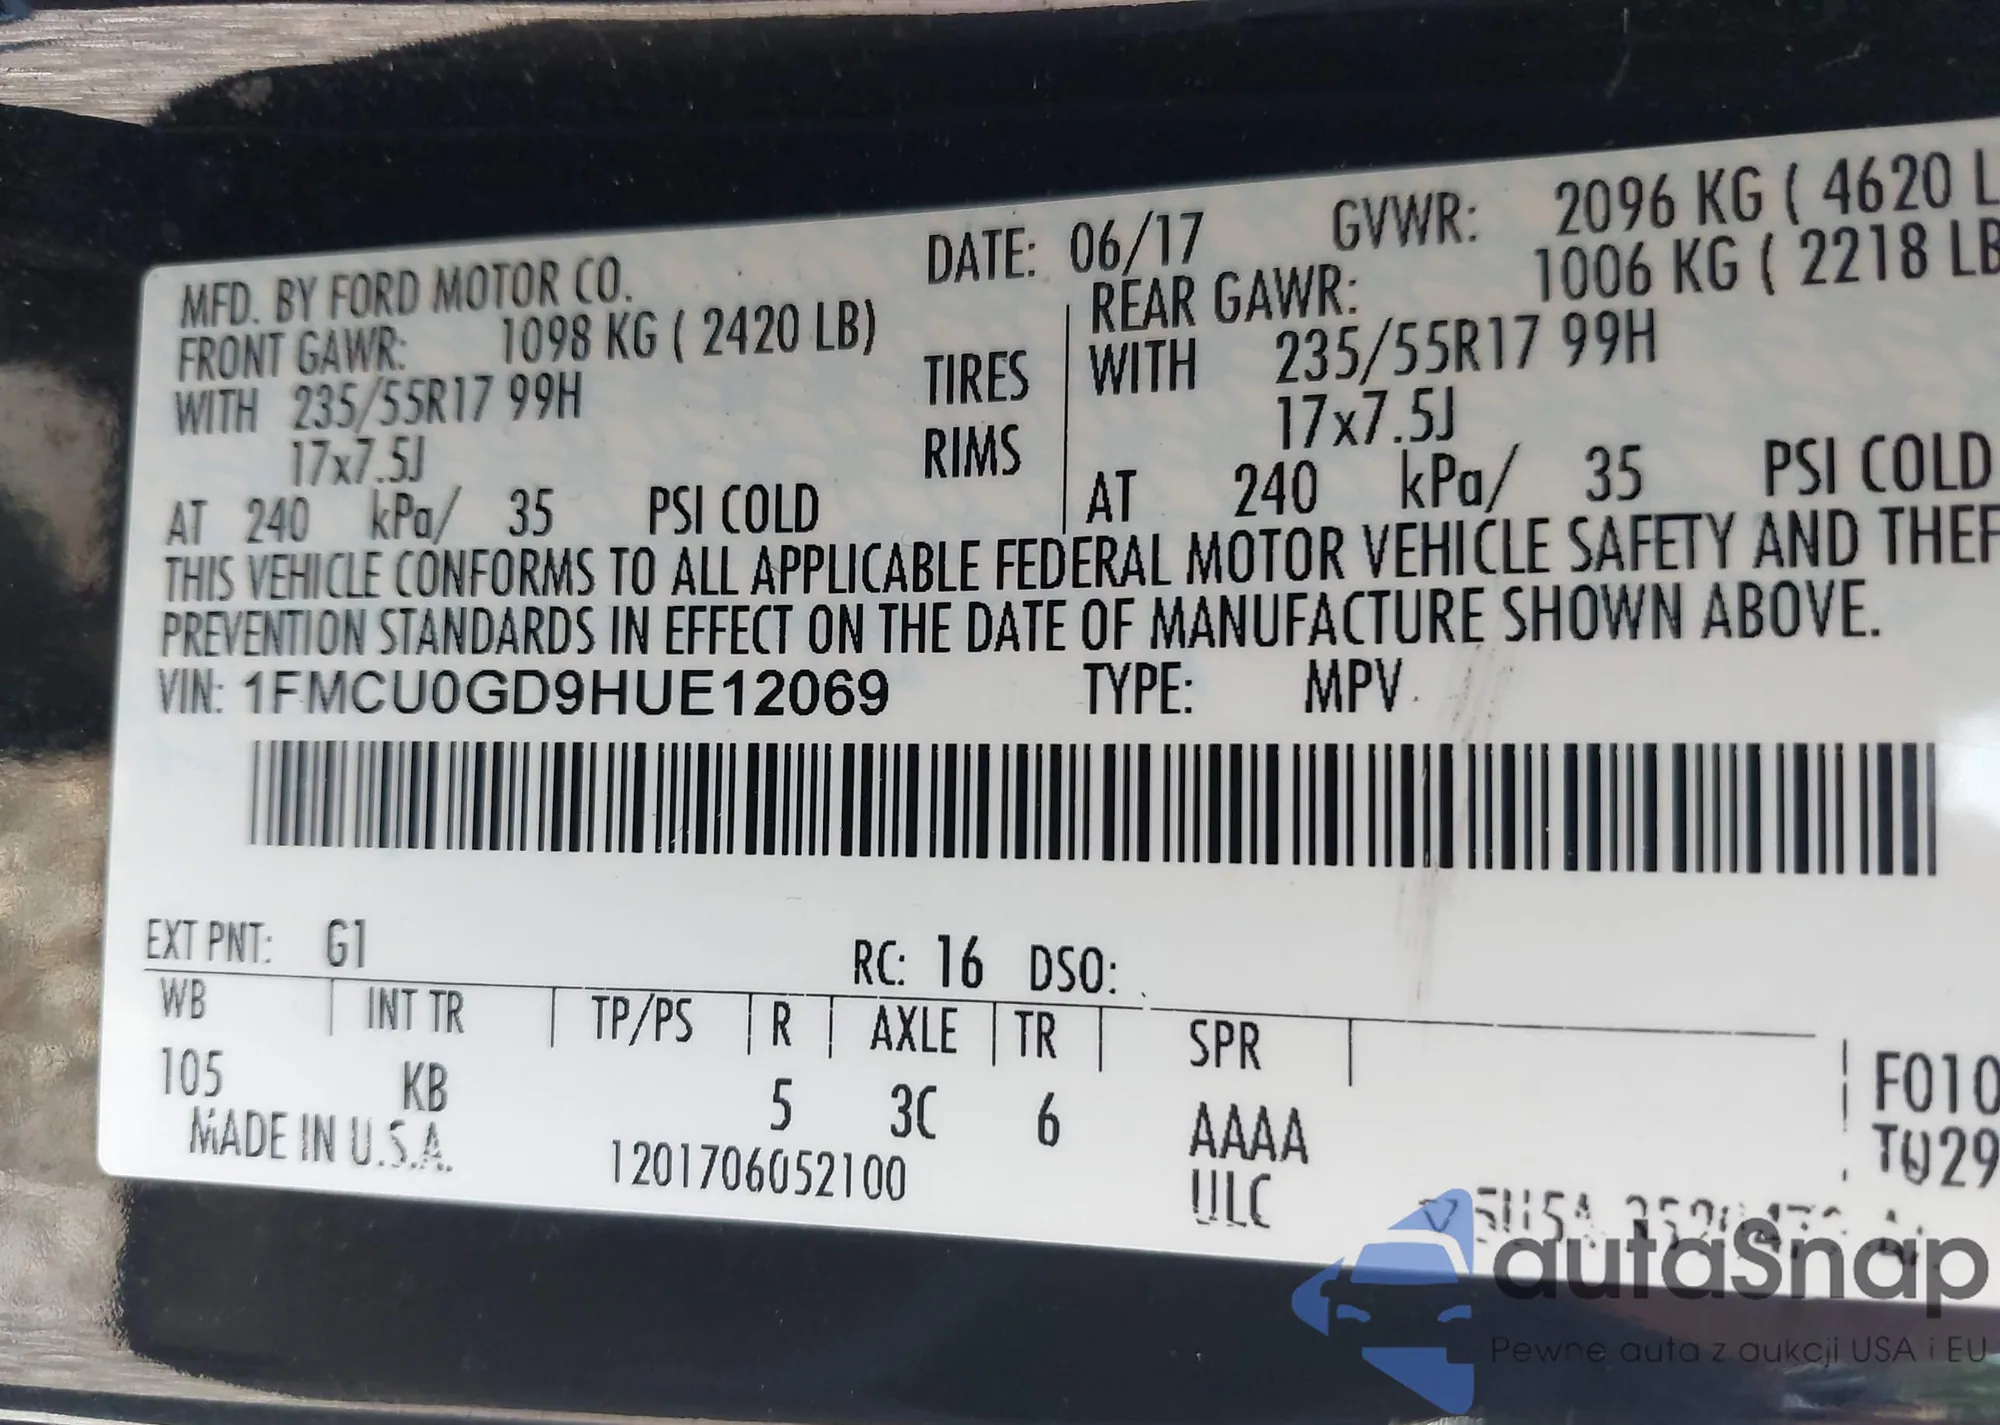 MFD. BY FORD MOTOR CO. DATE: 06/17 GVWR: 2096 KG ( 4620 L
FRONT GAWR: 1098 KG ( 2420 LB) REAR GAWR: 1006 KG ( 2218 LB
WITH 235/55R17 99H TIRES WITH 235/55R17 99H
17x7.5J RIMS 17x7.5J
AT 240 kPa/ 35 PSI COLD AT 240 kPa/ 35 PSI COLD
THIS VEHICLE CONFORMS TO ALL APPLICABLE FEDERAL MOTOR VEHICLE SAFETY AND THEF
PREVENTION STANDARDS IN EFFECT ON THE DATE OF MANUFACTURE SHOWN ABOVE.
VIN: 1FMCU0GD9HUE12069 TYPE: MPV
EXT PNT: G1 RC: 16 DSO:
WB INT TR TP/PS R AXLE TR SPR
105 KB 5 3C 6 AAAA F010
MADE IN U.S.A. 1201706052100 ULC T029
autaSnap
Pewne auta z aukcji USA i EU